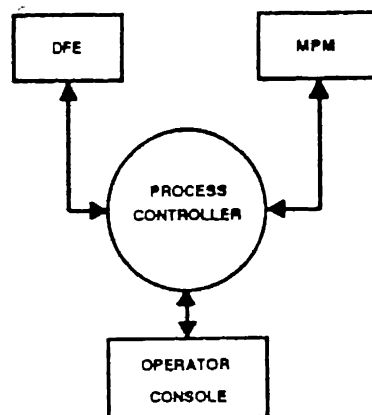 DFE
MPM
PROCESS
CONTROLLER
OPERATOR
CONSOLE